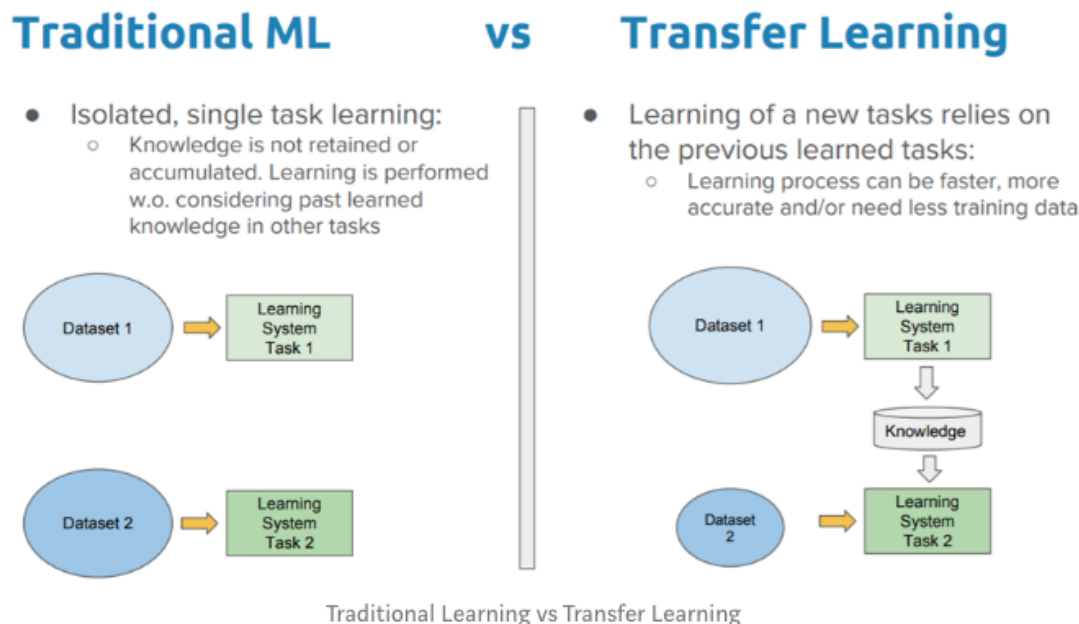 Traditional ML vs Transfer Learning
● Isolated, single task learning:
○ Knowledge is not retained or
accumulated. Learning is performed
w.o. considering past learned
knowledge in other tasks
Dataset 1
Learning
System
Task 1
Dataset 2
Learning
System
Task 2
● Learning of a new tasks relies on
the previous learned tasks:
○ Learning process can be faster, more
accurate and/or need less training data
Dataset 1
Learning
System
Task 1
Knowledge
Dataset
2
Learning
System
Task 2
Traditional Learning vs Transfer Learning